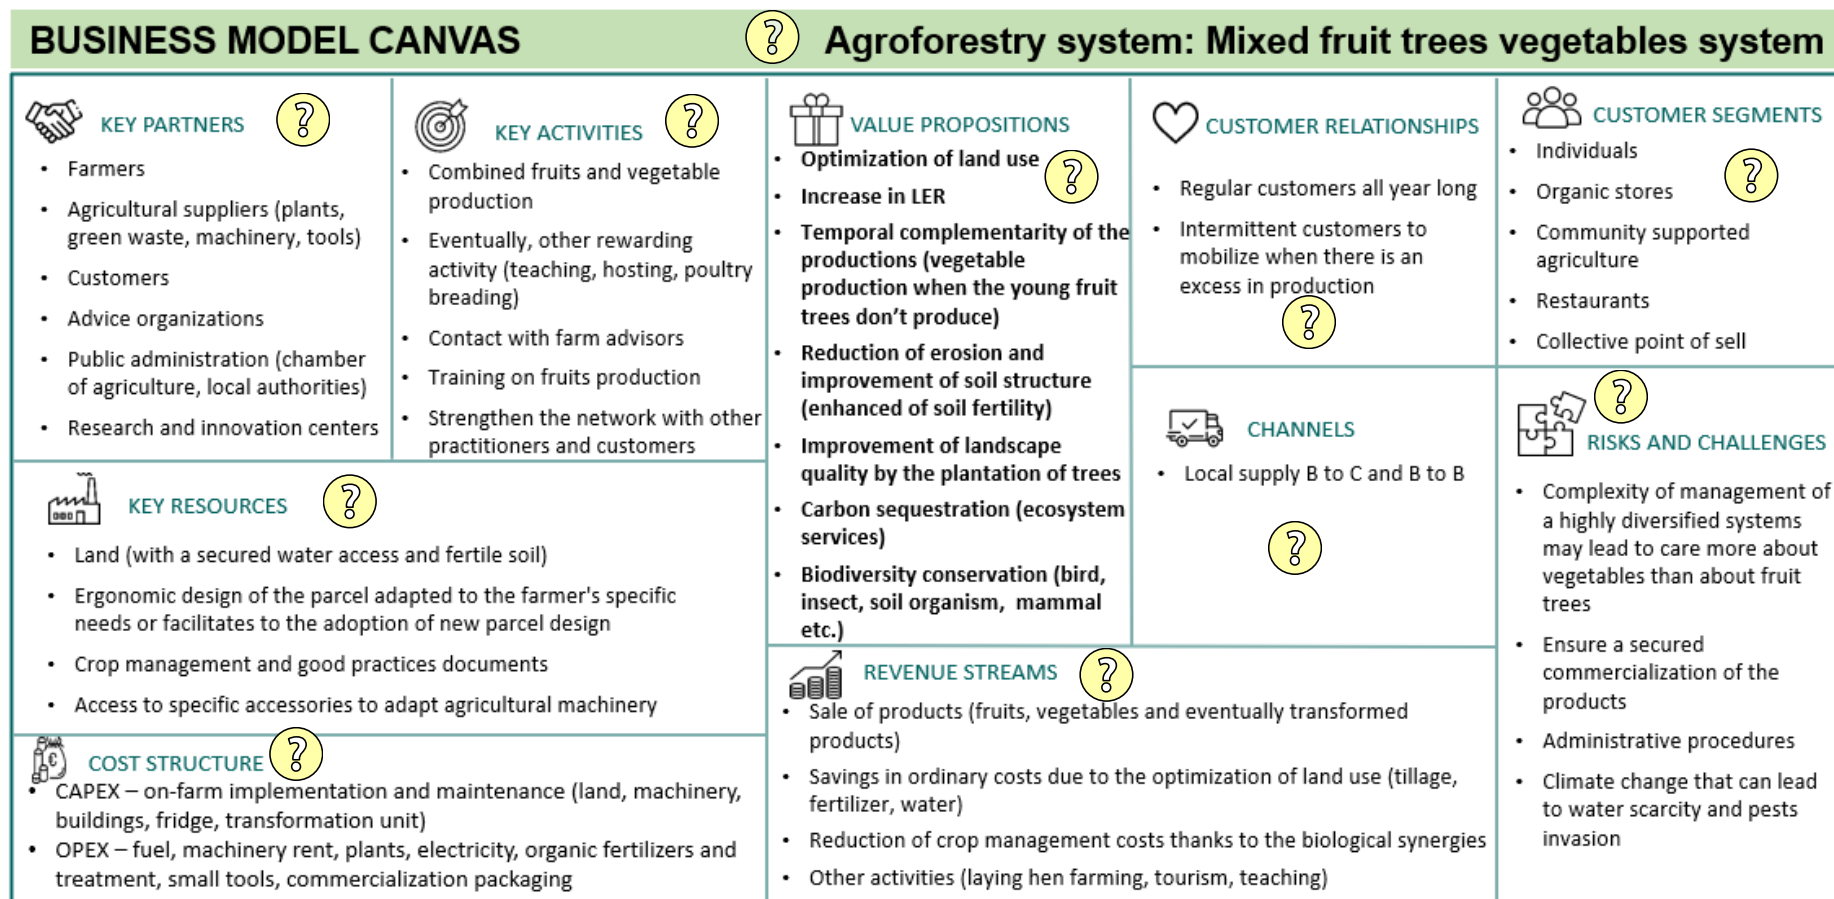 BUSINESS MODEL CANVAS
?
Agroforestry system: Mixed fruit trees vegetables system
KEY PARTNERS
?
• Farmers
• Agricultural suppliers (plants,
green waste, machinery, tools)
• Customers
• Advice organizations
• Public administration (chamber
of agriculture, local authorities)
• Research and innovation centers
KEY ACTIVITIES
?
• Combined fruits and vegetable
production
• Eventually, other rewarding
activity (teaching, hosting, poultry
breading)
• Contact with farm advisors
• Training on fruits production
• Strengthen the network with other
practitioners and customers
VALUE PROPOSITIONS
?
• Optimization of land use
• Increase in LER
• Temporal complementarity of the
productions (vegetable
production when the young fruit
trees don't produce)
• Reduction of erosion and
improvement of soil structure
(enhanced of soil fertility)
• Improvement of landscape
quality by the plantation of trees
• Carbon sequestration (ecosystem
services)
• Biodiversity conservation (bird,
insect, soil organism, mammal
etc.)
CUSTOMER RELATIONSHIPS
• Regular customers all year long
• Intermittent customers to
mobilize when there is an
excess in production
?
CUSTOMER SEGMENTS
?
• Individuals
• Organic stores
• Community supported
agriculture
• Restaurants
• Collective point of sell
CHANNELS
• Local supply B to C and B to B
?
RISKS AND CHALLENGES
?
• Complexity of management of
a highly diversified systems
may lead to care more about
vegetables than about fruit
trees
• Ensure a secured
commercialization of the
products
• Administrative procedures
• Climate change that can lead
to water scarcity and pests
invasion
KEY RESOURCES
?
• Land (with a secured water access and fertile soil)
• Ergonomic design of the parcel adapted to the farmer's specific
needs or facilitates to the adoption of new parcel design
• Crop management and good practices documents
• Access to specific accessories to adapt agricultural machinery
€
COST STRUCTURE
?
• CAPEX – on-farm implementation and maintenance (land, machinery,
buildings, fridge, transformation unit)
• OPEX – fuel, machinery rent, plants, electricity, organic fertilizers and
treatment, small tools, commercialization packaging
REVENUE STREAMS
?
• Sale of products (fruits, vegetables and eventually transformed
products)
• Savings in ordinary costs due to the optimization of land use (tillage,
fertilizer, water)
• Reduction of crop management costs thanks to the biological synergies
• Other activities (laying hen farming, tourism, teaching)